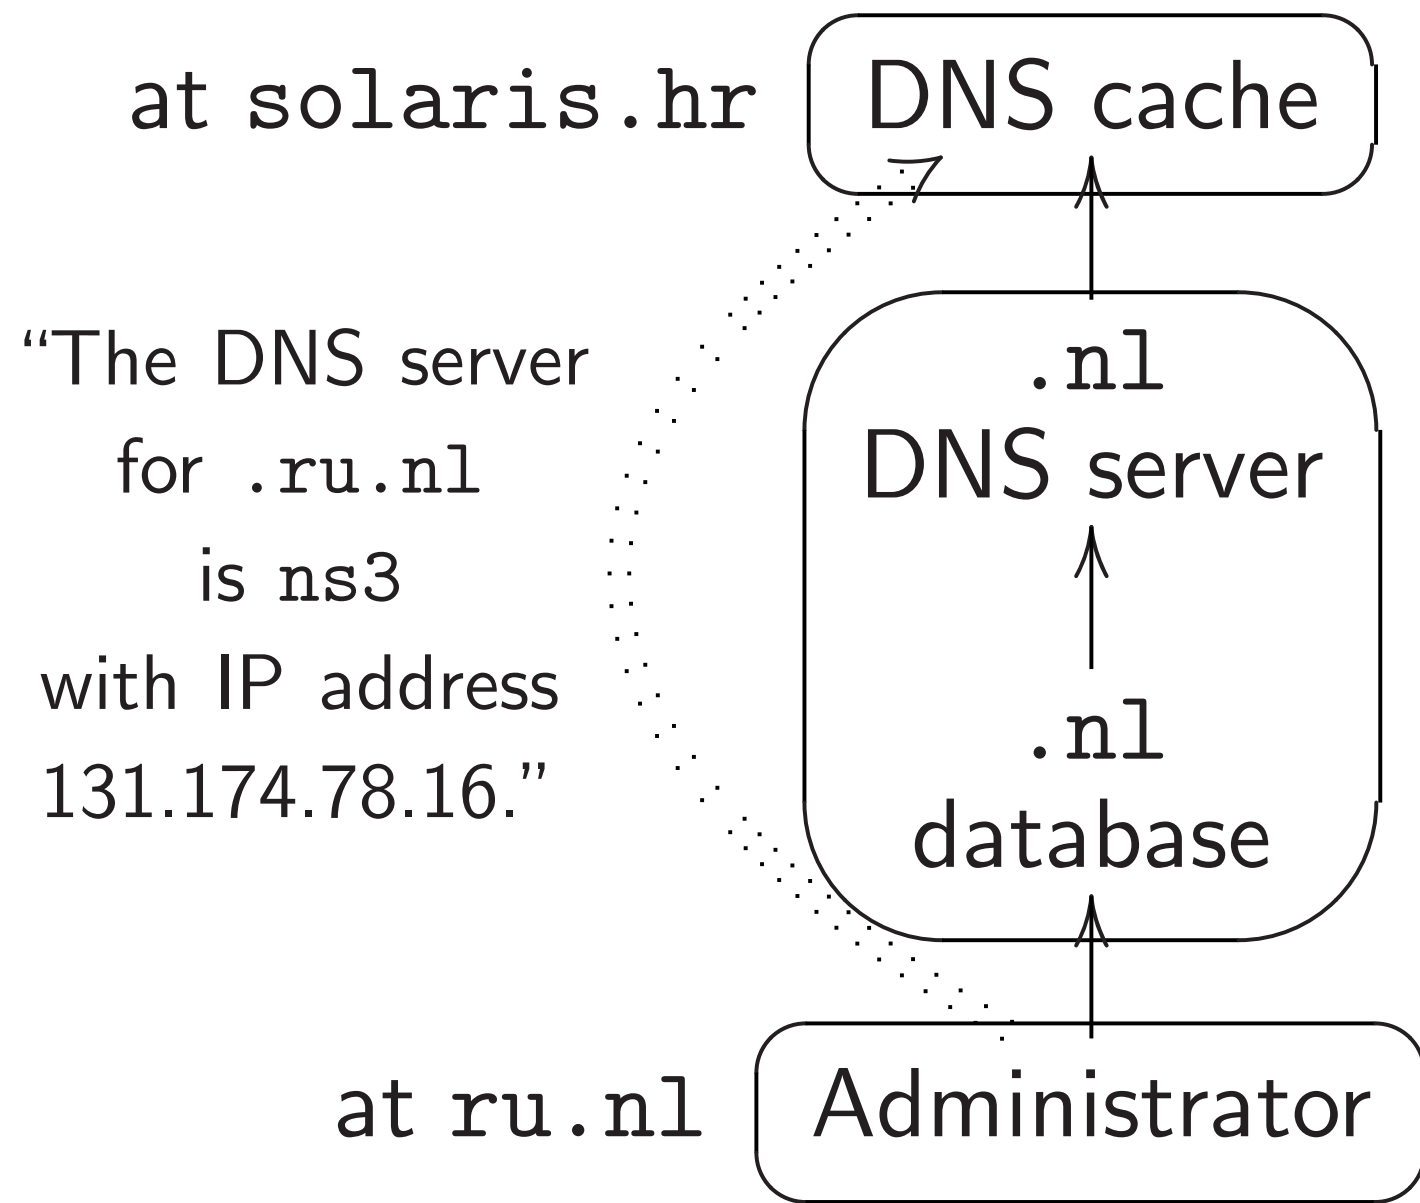 at solaris.hr DNS cache
“The DNS server
for .ru.nl
is ns3
with IP address
131.174.78.16.”
.nl
DNS server
.nl
database
at ru.nl Administrator